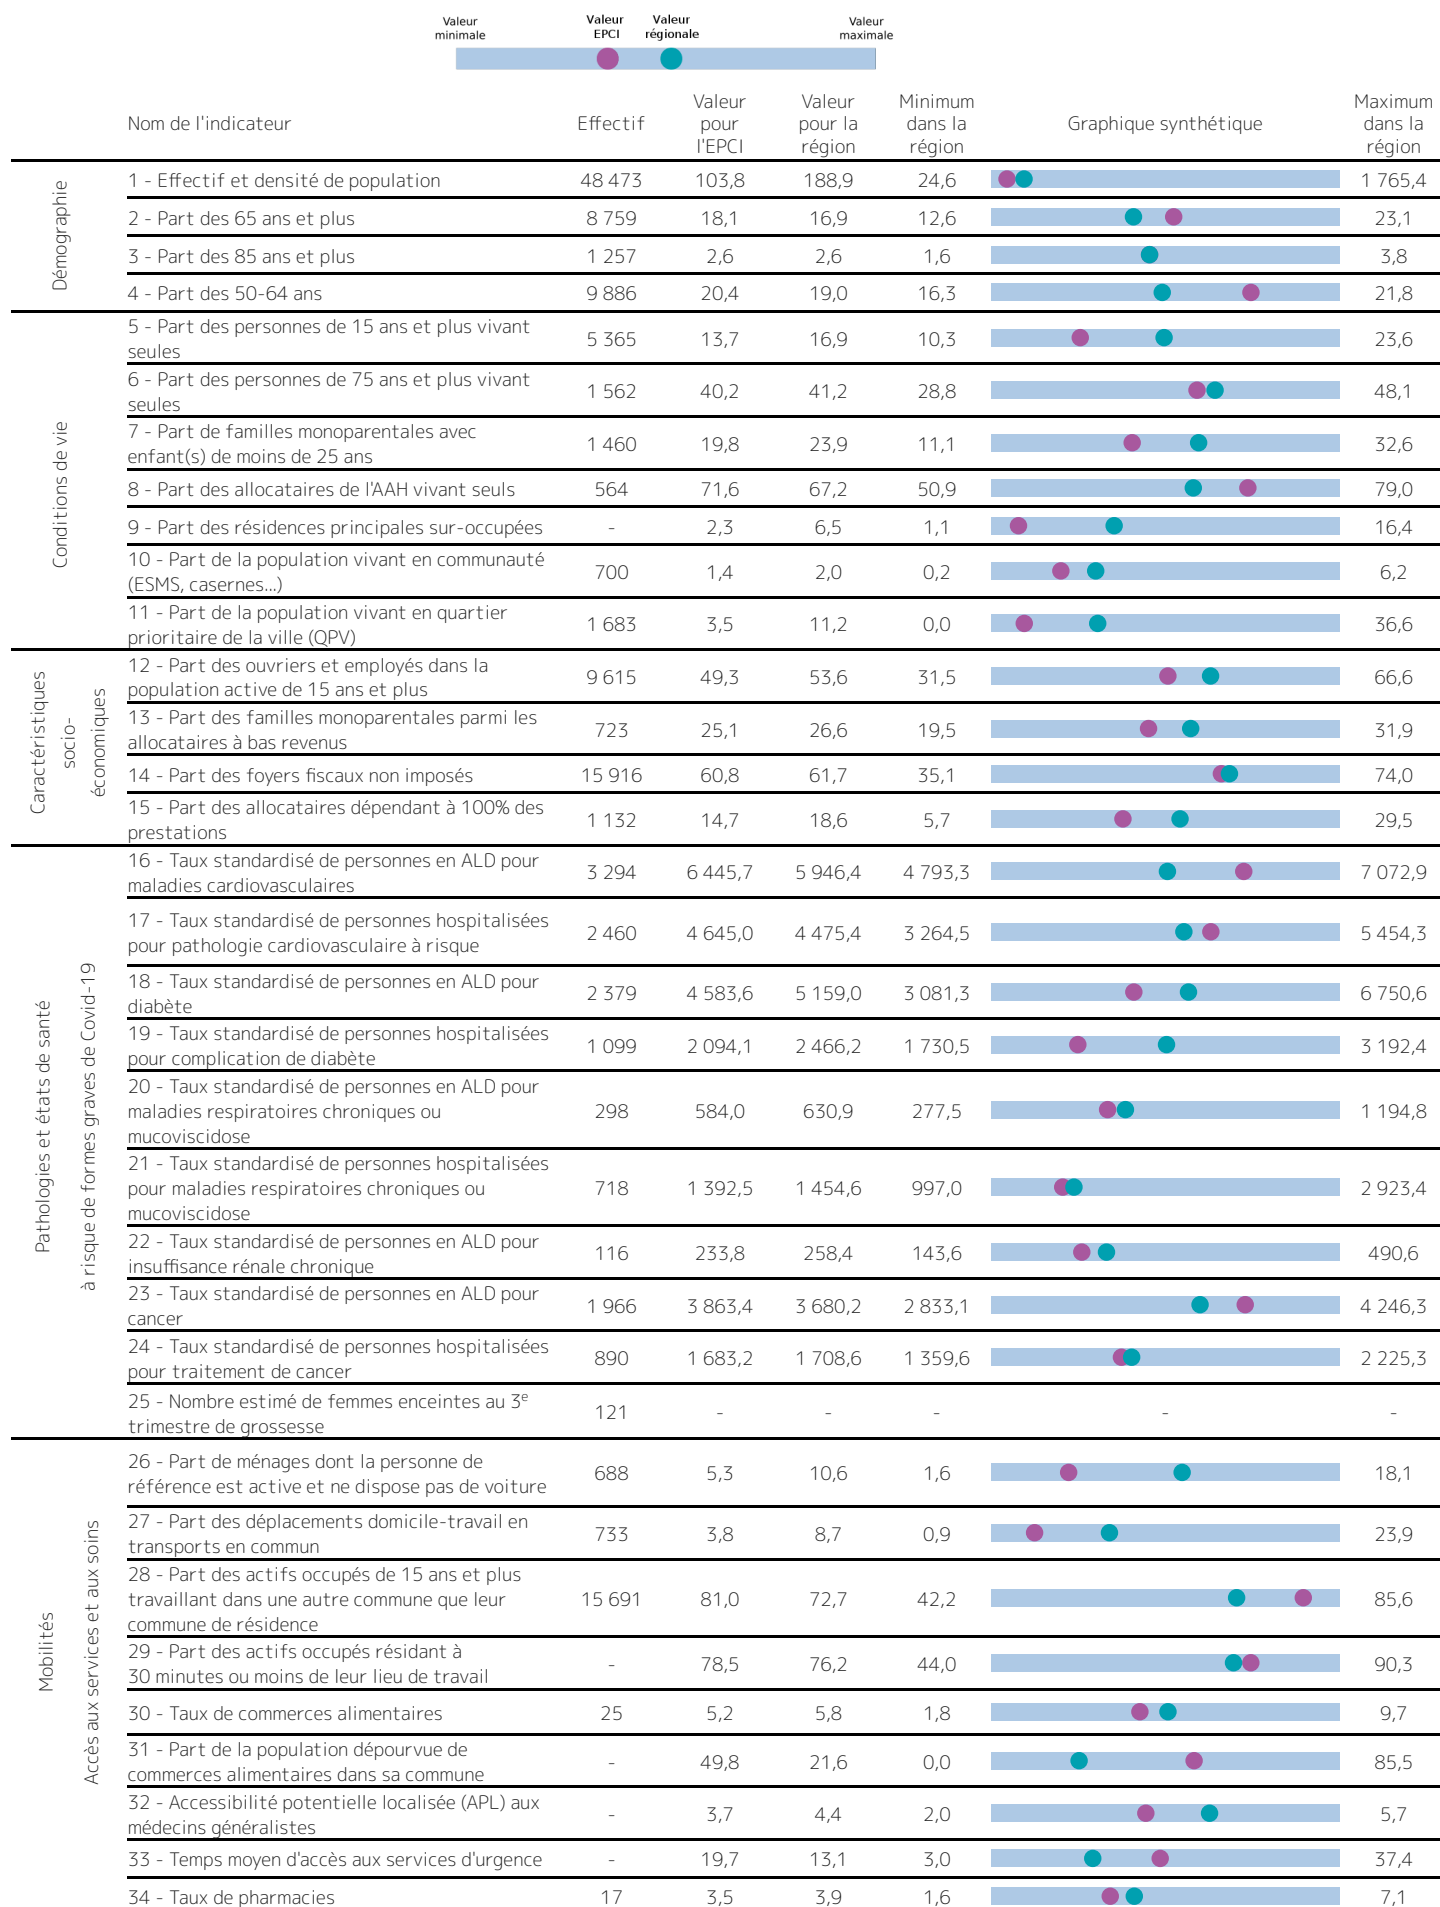 Valeur
minimale
Valeur
EPCI
Valeur
régionale
Valeur
maximale
Nom de l'indicateur
Effectif
Valeur
pour
l'EPCI
Valeur
pour la
région
Minimum
dans la
région
Graphique synthétique
Maximum
dans la
région
Démographie
1 - Effectif et densité de population 48 473 103,8 188,9 24,6 1 765,4
2 - Part des 65 ans et plus 8 759 18,1 16,9 12,6 23,1
3 - Part des 85 ans et plus 1 257 2,6 2,6 1,6 3,8
4 - Part des 50-64 ans 9 886 20,4 19,0 16,3 21,8
Conditions de vie
5 - Part des personnes de 15 ans et plus vivant
seules 5 365 13,7 16,9 10,3 23,6
6 - Part des personnes de 75 ans et plus vivant
seules 1 562 40,2 41,2 28,8 48,1
7 - Part de familles monoparentales avec
enfant(s) de moins de 25 ans 1 460 19,8 23,9 11,1 32,6
8 - Part des allocataires de l'AAH vivant seuls 564 71,6 67,2 50,9 79,0
9 - Part des résidences principales sur-occupées - 2,3 6,5 1,1 16,4
10 - Part de la population vivant en communauté
(ESMS, casernes...) 700 1,4 2,0 0,2 6,2
11 - Part de la population vivant en quartier
prioritaire de la ville (QPV) 1 683 3,5 11,2 0,0 36,6
Caractéristiques
socio-
économiques
12 - Part des ouvriers et employés dans la
population active de 15 ans et plus 9 615 49,3 53,6 31,5 66,6
13 - Part des familles monoparentales parmi les
allocataires à bas revenus 723 25,1 26,6 19,5 31,9
14 - Part des foyers fiscaux non imposés 15 916 60,8 61,7 35,1 74,0
15 - Part des allocataires dépendant à 100% des
prestations 1 132 14,7 18,6 5,7 29,5
Pathologies et états de santé
à risque de formes graves de Covid-19
16 - Taux standardisé de personnes en ALD pour
maladies cardiovasculaires 3 294 6 445,7 5 946,4 4 793,3 7 072,9
17 - Taux standardisé de personnes hospitalisées
pour pathologie cardiovasculaire à risque 2 460 4 645,0 4 475,4 3 264,5 5 454,3
18 - Taux standardisé de personnes en ALD pour
diabète 2 379 4 583,6 5 159,0 3 081,3 6 750,6
19 - Taux standardisé de personnes hospitalisées
pour complication de diabète 1 099 2 094,1 2 466,2 1 730,5 3 192,4
20 - Taux standardisé de personnes en ALD pour
maladies respiratoires chroniques ou
mucoviscidose 298 584,0 630,9 277,5 1 194,8
21 - Taux standardisé de personnes hospitalisées
pour maladies respiratoires chroniques ou
mucoviscidose 718 1 392,5 1 454,6 997,0 2 923,4
22 - Taux standardisé de personnes en ALD pour
insuffisance rénale chronique 116 233,8 258,4 143,6 490,6
23 - Taux standardisé de personnes en ALD pour
cancer 1 966 3 863,4 3 680,2 2 833,1 4 246,3
24 - Taux standardisé de personnes hospitalisées
pour traitement de cancer 890 1 683,2 1 708,6 1 359,6 2 225,3
25 - Nombre estimé de femmes enceintes au 3e
trimestre de grossesse 121 - - - - -
Mobilités
Accès aux services et aux soins
26 - Part de ménages dont la personne de
référence est active et ne dispose pas de voiture 688 5,3 10,6 1,6 18,1
27 - Part des déplacements domicile-travail en
transports en commun 733 3,8 8,7 0,9 23,9
28 - Part des actifs occupés de 15 ans et plus
travaillant dans une autre commune que leur
commune de résidence 15 691 81,0 72,7 42,2 85,6
29 - Part des actifs occupés résidant à
30 minutes ou moins de leur lieu de travail - 78,5 76,2 44,0 90,3
30 - Taux de commerces alimentaires 25 5,2 5,8 1,8 9,7
31 - Part de la population dépourvue de
commerces alimentaires dans sa commune - 49,8 21,6 0,0 85,5
32 - Accessibilité potentielle localisée (APL) aux
médecins généralistes - 3,7 4,4 2,0 5,7
33 - Temps moyen d'accès aux services d'urgence - 19,7 13,1 3,0 37,4
34 - Taux de pharmacies 17 3,5 3,9 1,6 7,1